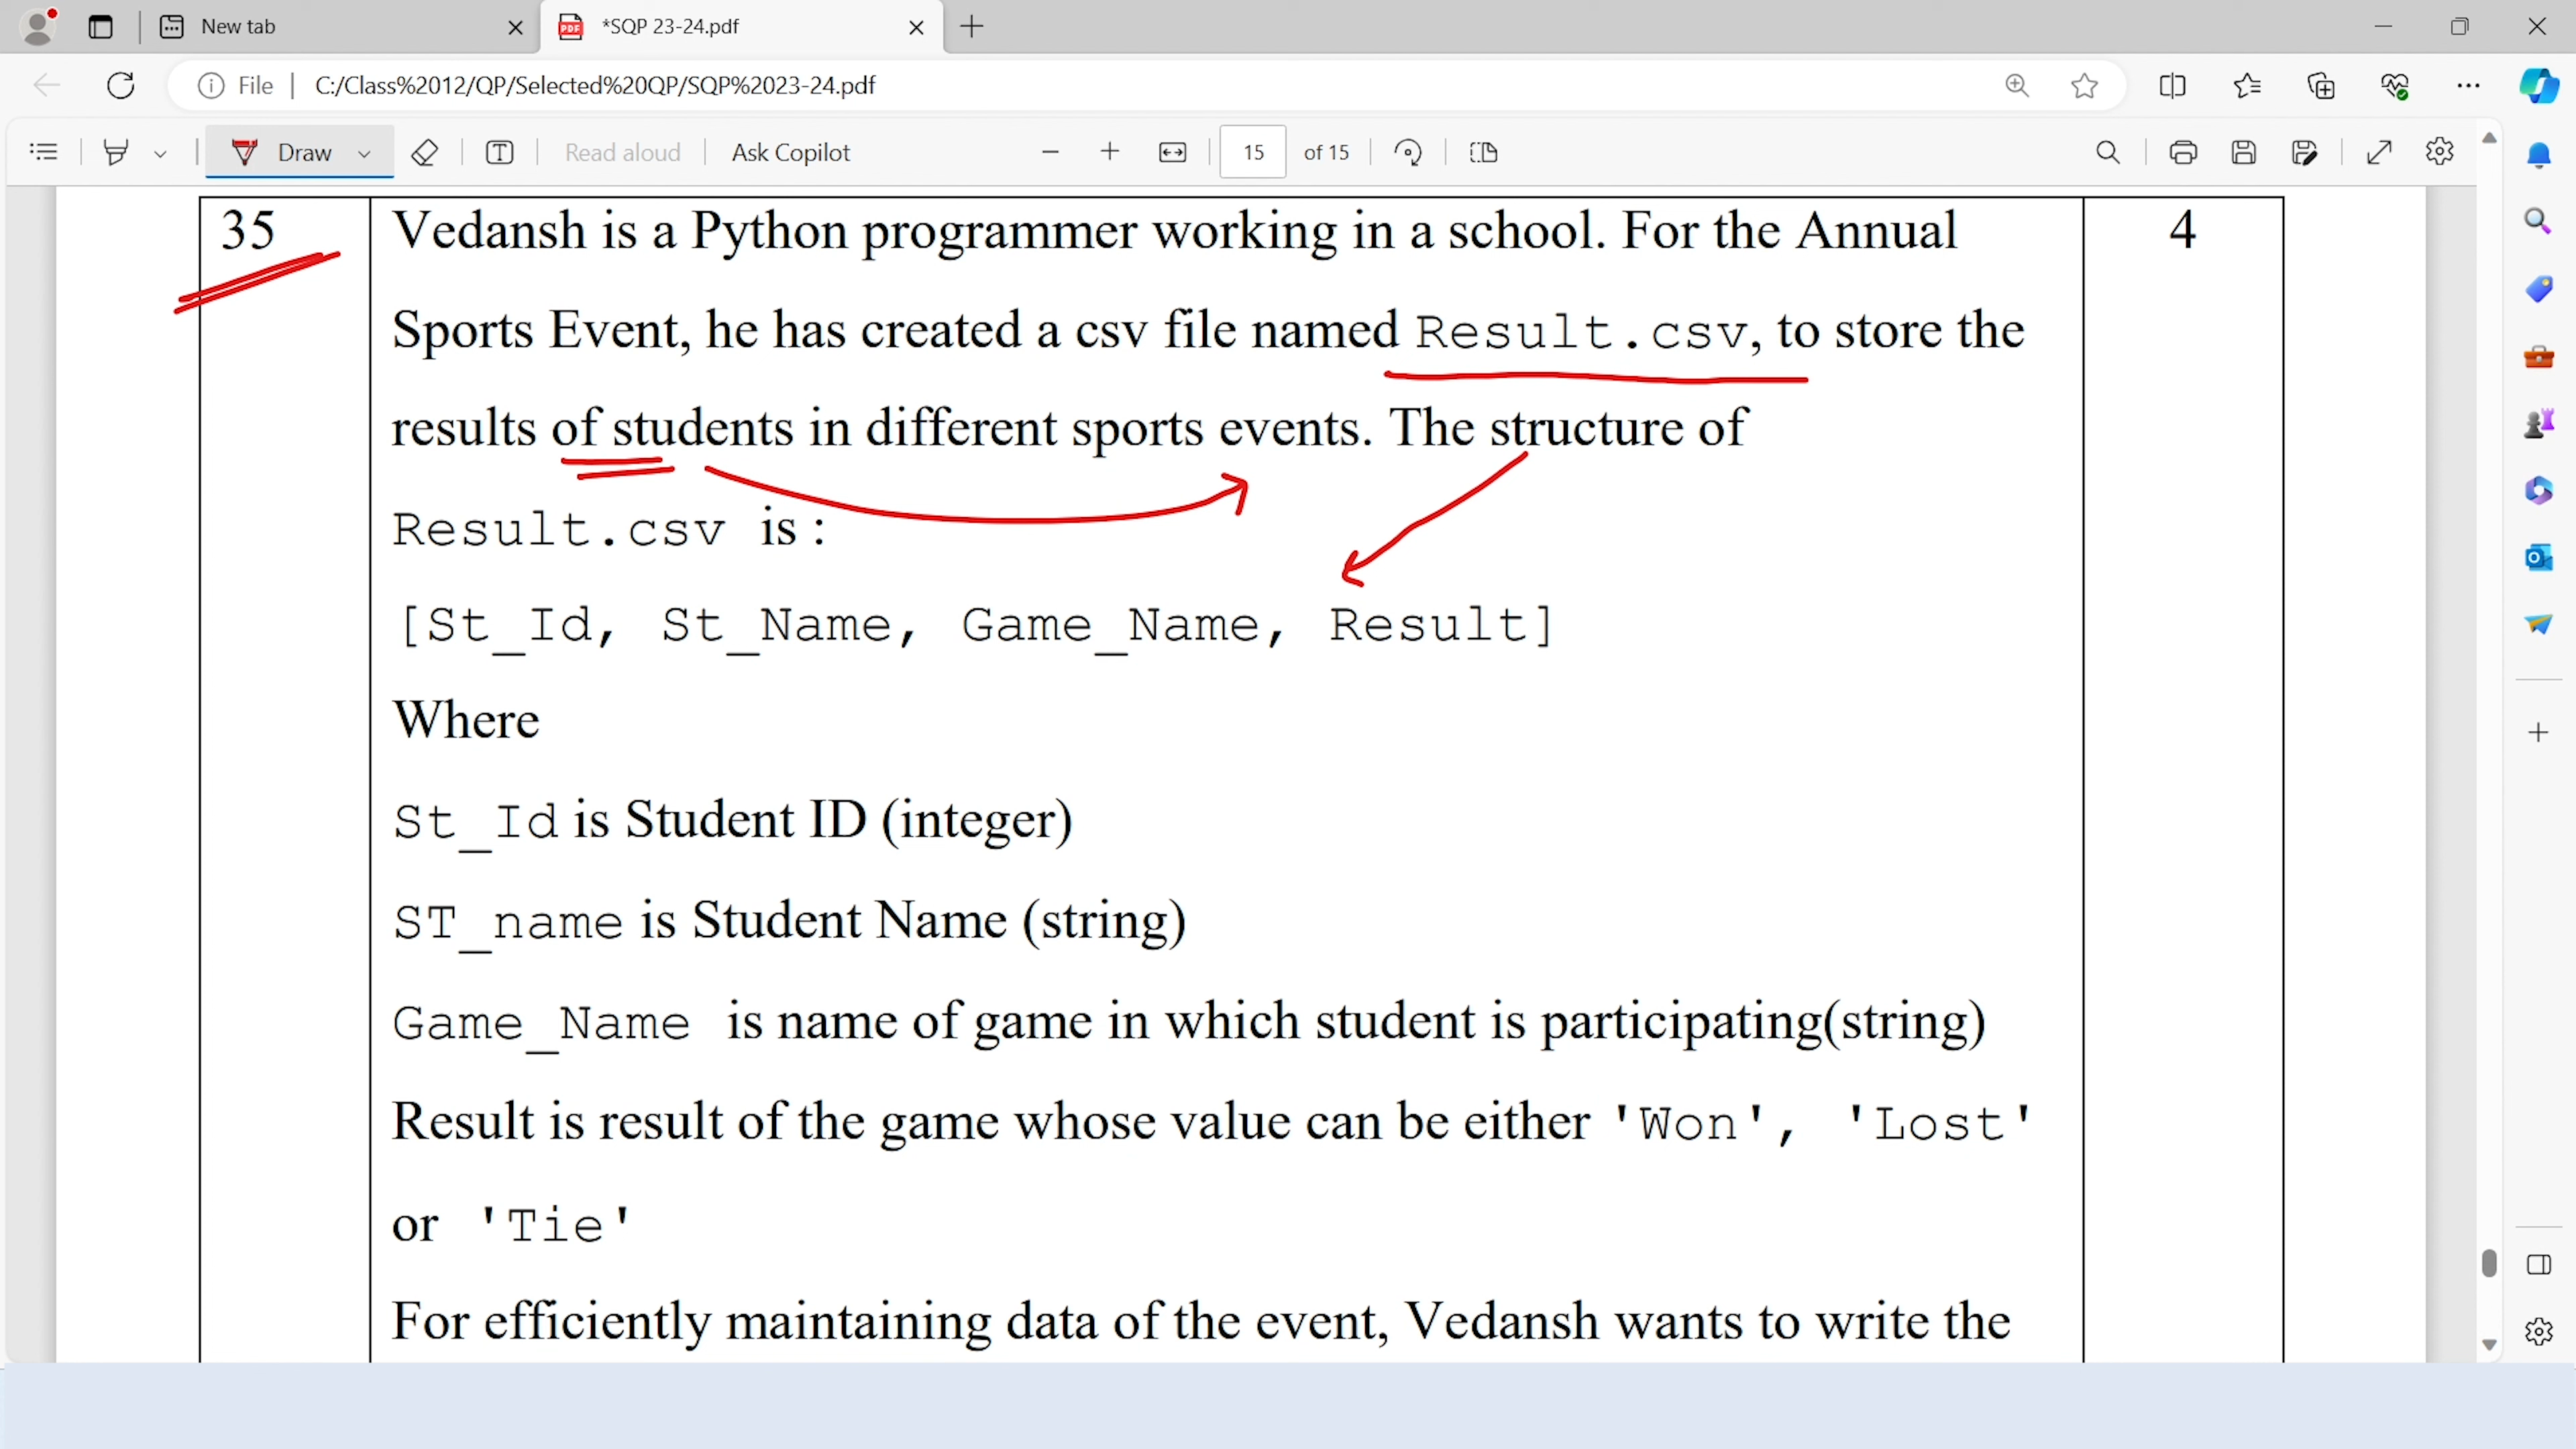 New tab
*SQP 23-24.pdf
File
C:/Class%2012/QP/Selected%20QP/SQP%2023-24.pdf
Draw
Read aloud
Ask Copilot
15
of 15
35
Vedansh is a Python programmer working in a school. For the Annual
4
Sports Event, he has created a csv file named Result.csv, to store the
results of students in different sports events. The structure of
Result.csv is :
[St_Id, St_Name, Game_Name, Result]
Where
St_Id is Student ID (integer)
ST_name is Student Name (string)
Game_Name is name of game in which student is participating(string)
Result is result of the game whose value can be either 'Won', 'Lost'
or 'Tie'
For efficiently maintaining data of the event, Vedansh wants to write the